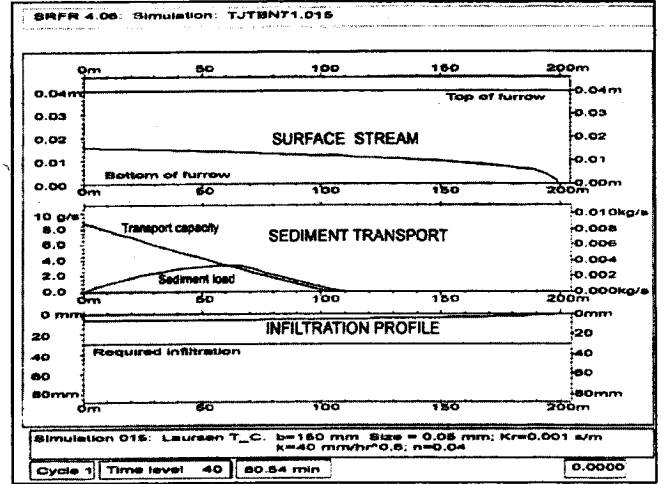 SRFR 4.06: Simulation: TJTBNT1.015
0m 50 100 150 200m
0.04m 0.04m
Top of furrow
0.03 0.03
0.02 SURFACE STREAM 0.02
0.01 0.01
Bottom of furrow
0.00 0.00m
0m 50 100 150 200m
10 g/s 0.010kg/s
8.0 Transport capacity SEDIMENT TRANSPORT 0.008
6.0 0.006
4.0 0.004
2.0 Sediment load 0.002
0.0 0.000kg/s
0m 50 100 150 200m
0 mm 0mm
20 INFILTRATION PROFILE 20
40 Required infiltration 40
60 60
80mm 80mm
0m 50 100 150 200m
Simulation 015: Laursen T_C. b=150 mm Size = 0.05 mm; Kr=0.001 s/m
k=40 mm/hr^0.5; n=0.04
Cycle 1 Time level 40 80.54 min 0.0000